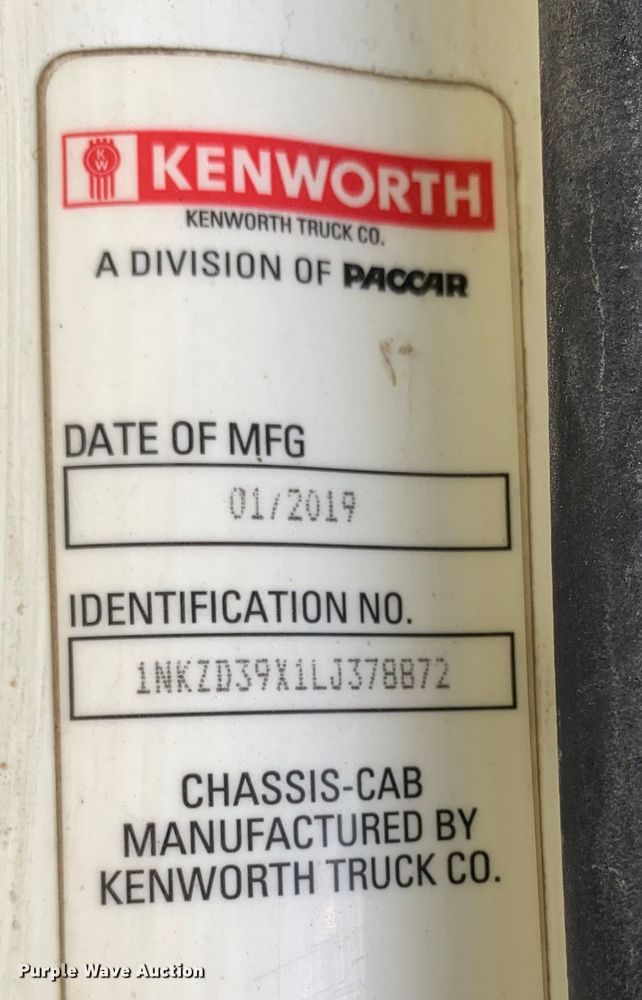 KW
KENWORTH
KENWORTH TRUCK CO.
A DIVISION OF PACCAR
DATE OF MFG
01/2019
IDENTIFICATION NO.
1NKZD39X1LJ378872
CHASSIS-CAB
MANUFACTURED BY
KENWORTH TRUCK CO.
Purple Wave Auction